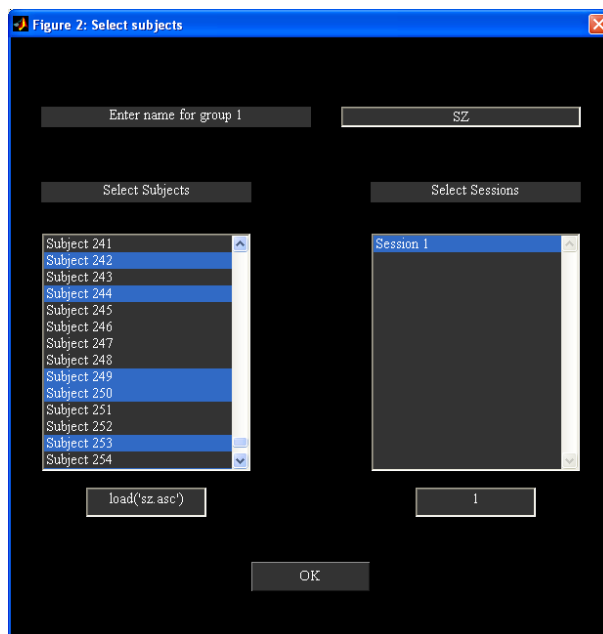 Figure 2: Select subjects
Enter name for group 1
SZ
Select Subjects
Select Sessions
Subject 241
Subject 242
Subject 243
Subject 244
Subject 245
Subject 246
Subject 247
Subject 248
Subject 249
Subject 250
Subject 251
Subject 252
Subject 253
Subject 254
Session 1
load('sz.asc')
1
OK